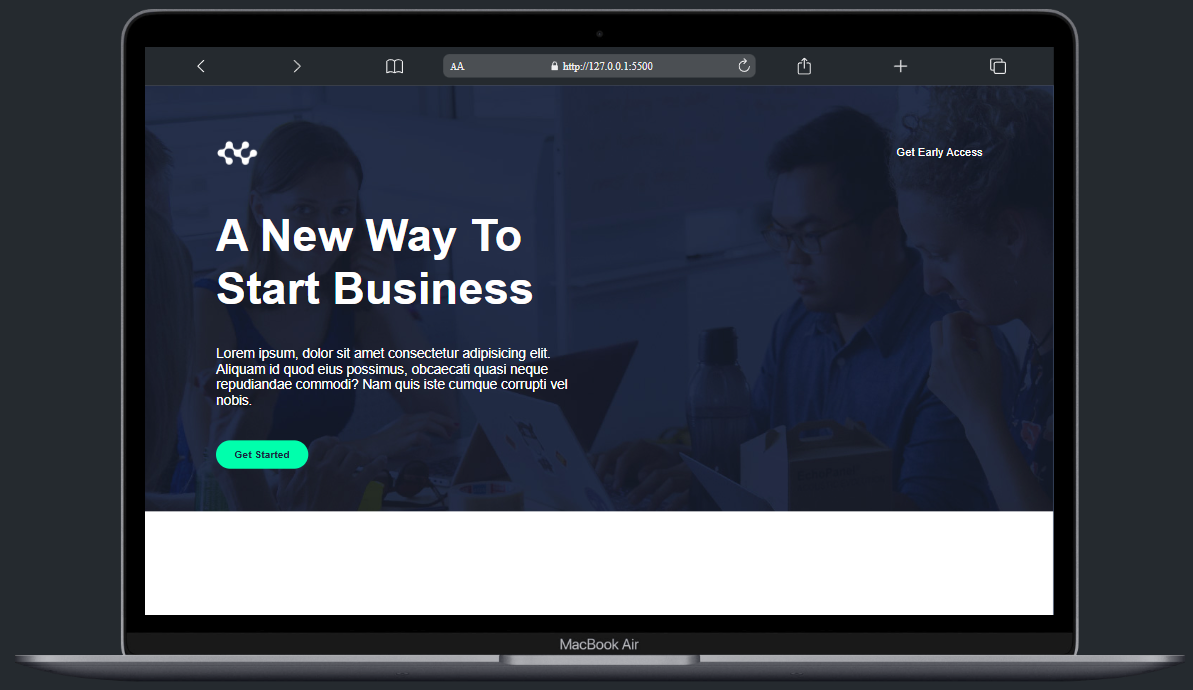 AA
http://127.0.0.1:5500
Get Early Access
A New Way To
Start Business
Lorem ipsum, dolor sit amet consectetur adipisicing elit.
Aliquam id quod eius possimus, obcaecati quasi neque
repudiandae commodi? Nam quis iste cumque corrupti vel
nobis.
Get Started
MacBook Air